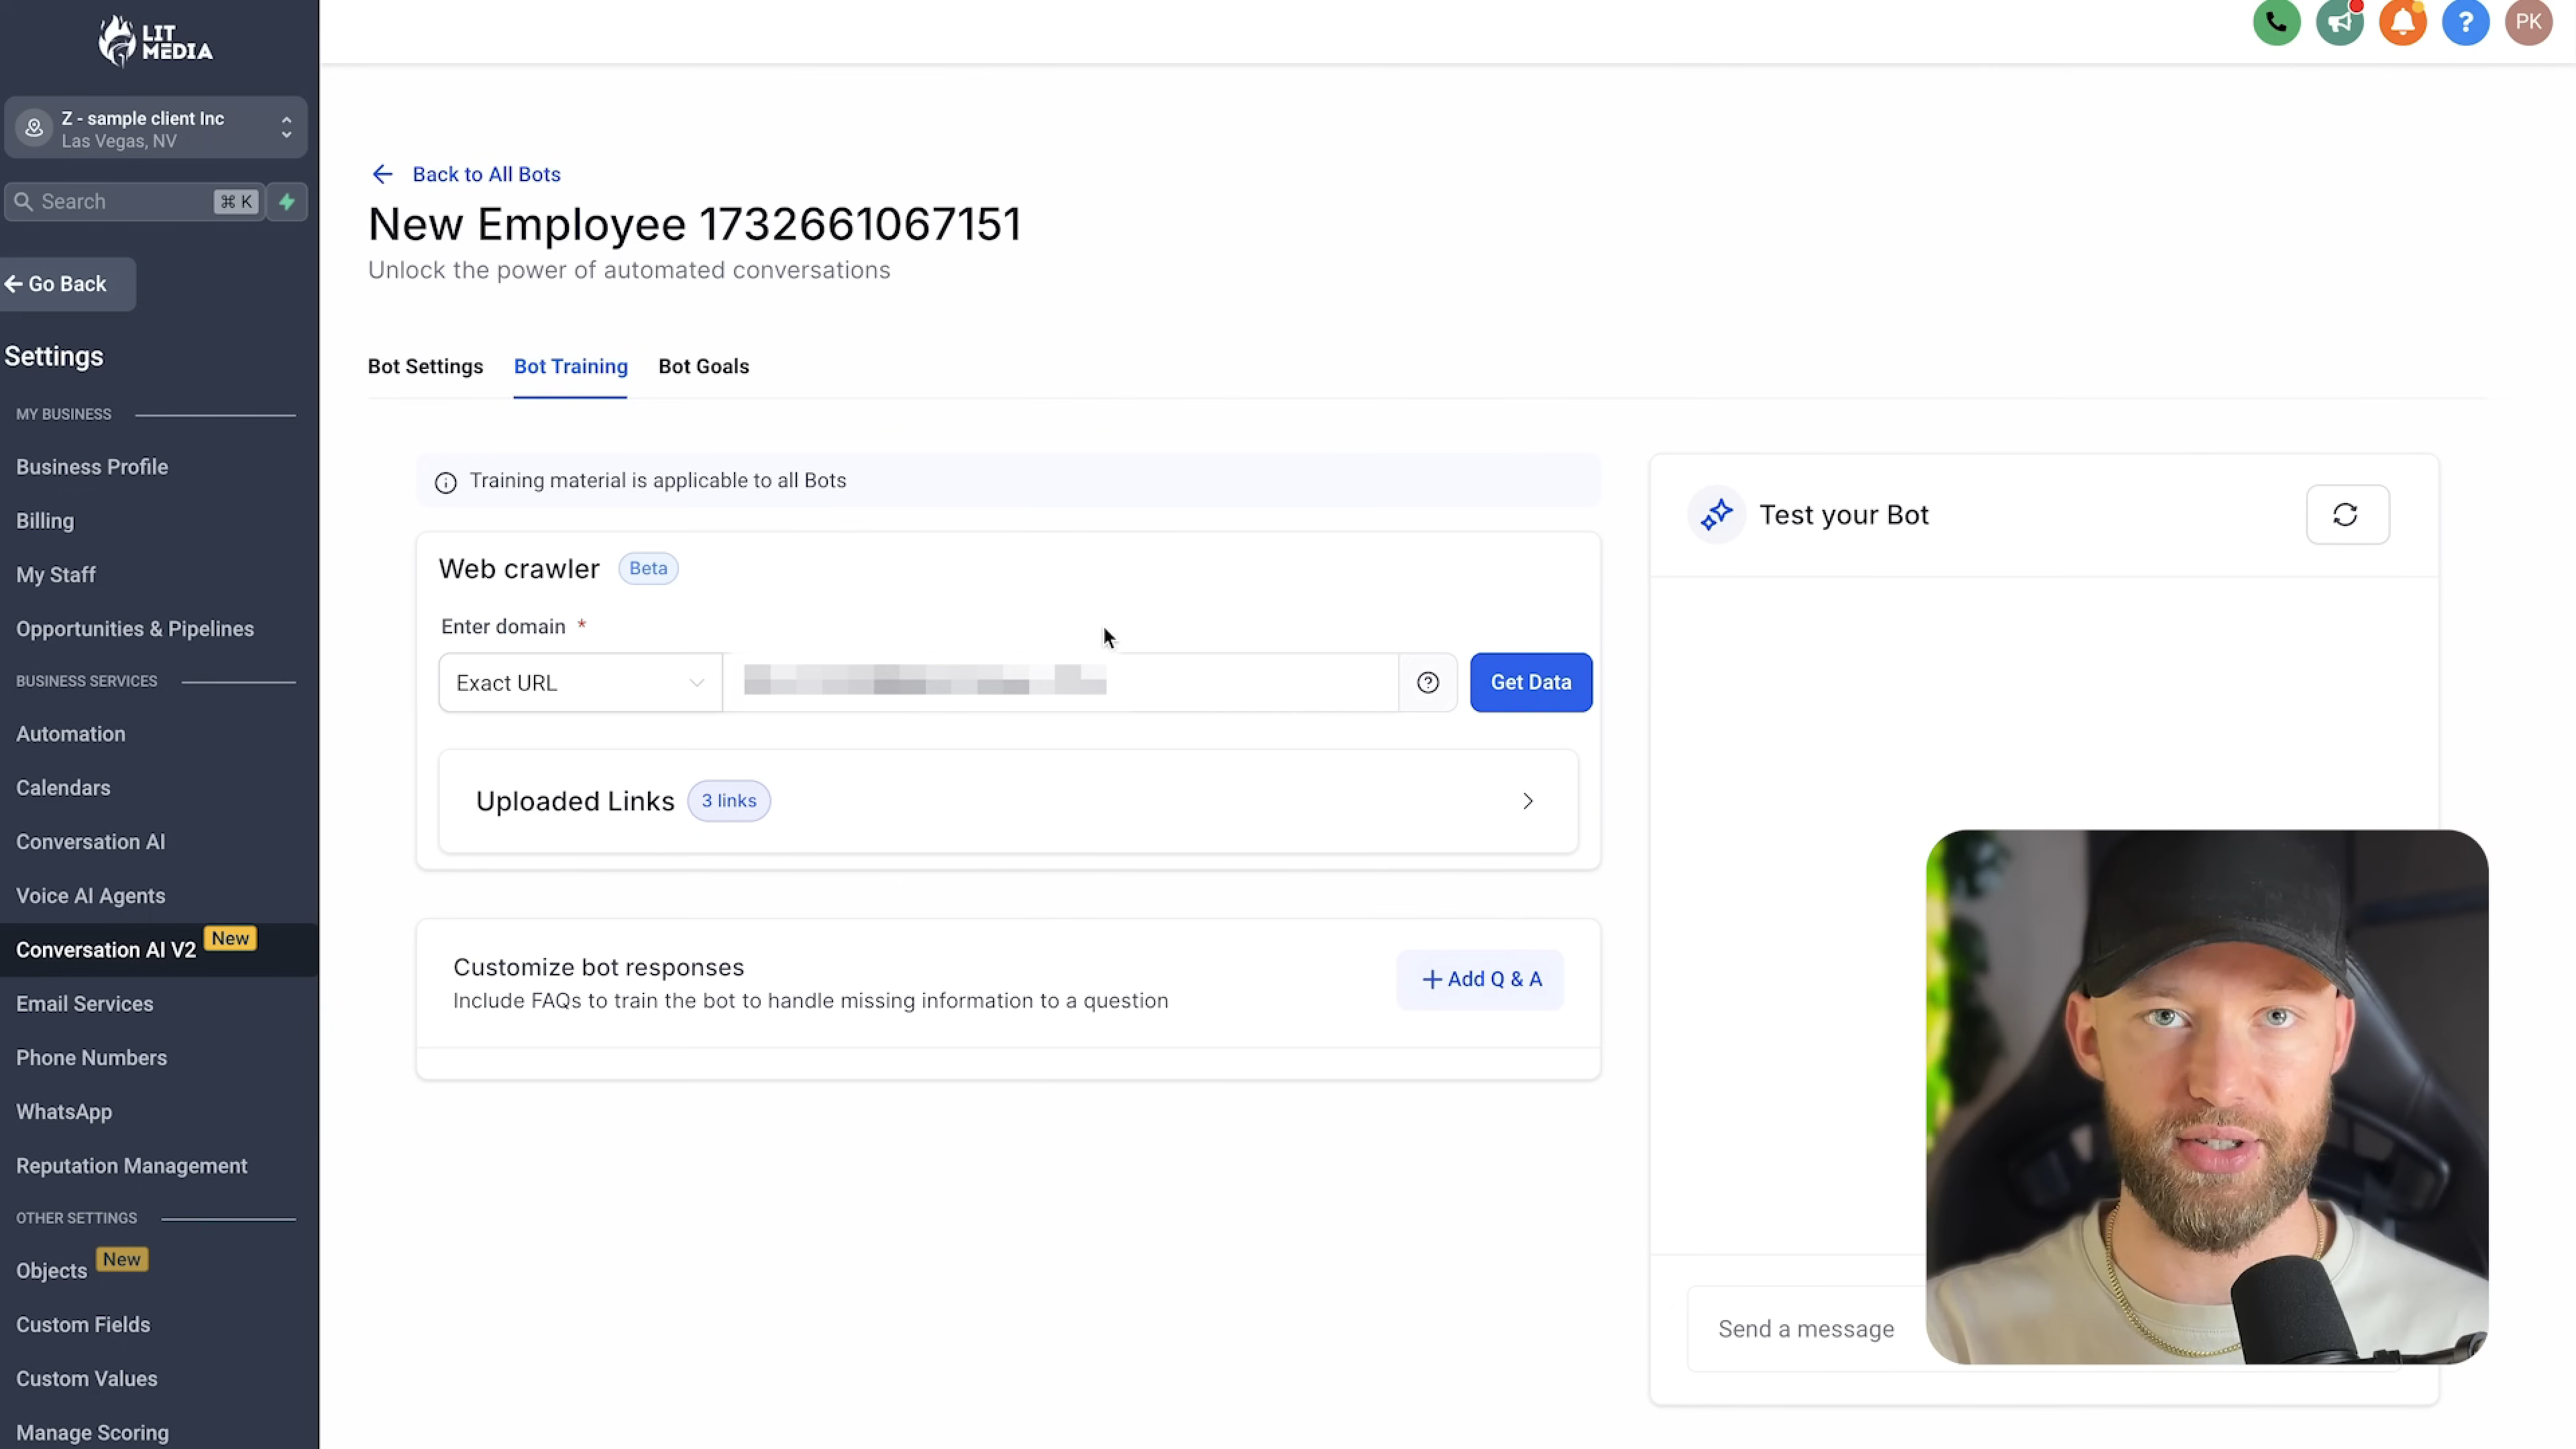 LIT
MEDIA
Z - sample client Inc
Las Vegas, NV
Search
⌘ K
Go Back
Settings
MY BUSINESS
Business Profile
Billing
My Staff
Opportunities & Pipelines
BUSINESS SERVICES
Automation
Calendars
Conversation AI
Voice AI Agents
Conversation AI V2 New
Email Services
Phone Numbers
WhatsApp
Reputation Management
OTHER SETTINGS
Objects New
Custom Fields
Custom Values
Manage Scoring
?
PK
Back to All Bots
New Employee 1732661067151
Unlock the power of automated conversations
Bot Settings Bot Training Bot Goals
Training material is applicable to all Bots
Web crawler Beta
Enter domain *
Exact URL
Get Data
Uploaded Links 3 links
Customize bot responses
Include FAQs to train the bot to handle missing information to a question
+ Add Q & A
Test your Bot
Send a message